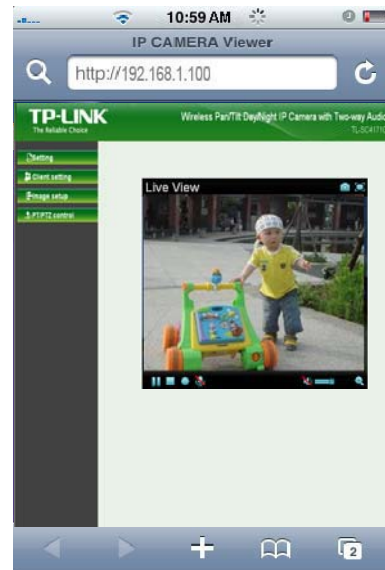 10:59 AM
IP CAMERA Viewer
http://192.168.1.100
TP-LINK
The Reliable Choice
Wireless Pan/Tilt Day/Night IP Camera with Two-way Audio
TL-SC4171G
Setting
Client setting
Image setup
PT/PTZ control
Live View
2